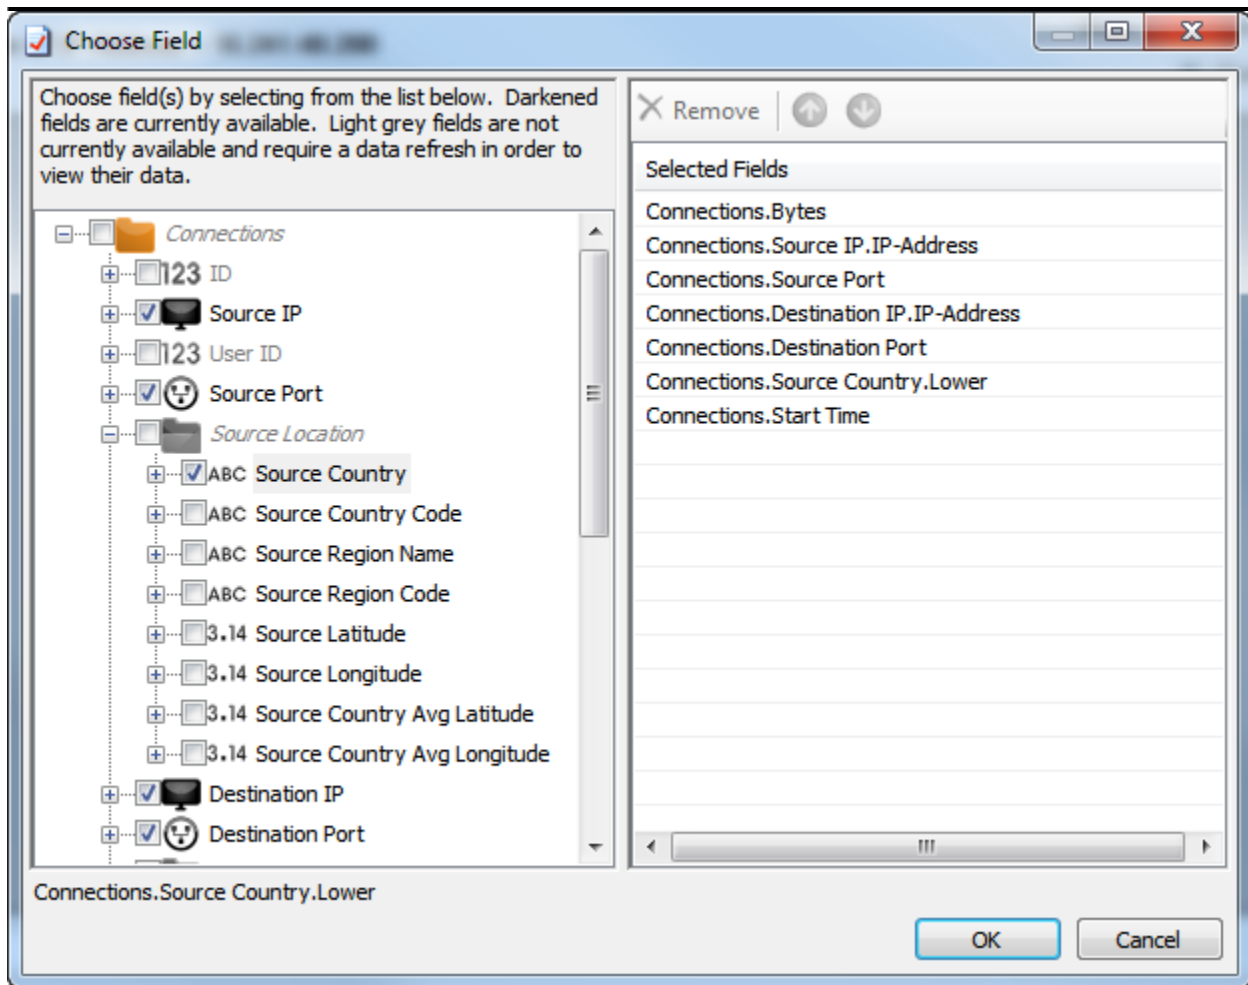 Choose Field
Choose field(s) by selecting from the list below. Darkened
fields are currently available. Light grey fields are not
currently available and require a data refresh in order to
view their data.
Connections
123 ID
Source IP
123 User ID
Source Port
Source Location
ABC Source Country
ABC Source Country Code
ABC Source Region Name
ABC Source Region Code
3.14 Source Latitude
3.14 Source Longitude
3.14 Source Country Avg Latitude
3.14 Source Country Avg Longitude
Destination IP
Destination Port
Remove
Selected Fields
Connections.Bytes
Connections.Source IP.IP-Address
Connections.Source Port
Connections.Destination IP.IP-Address
Connections.Destination Port
Connections.Source Country.Lower
Connections.Start Time
Connections.Source Country.Lower
OK
Cancel